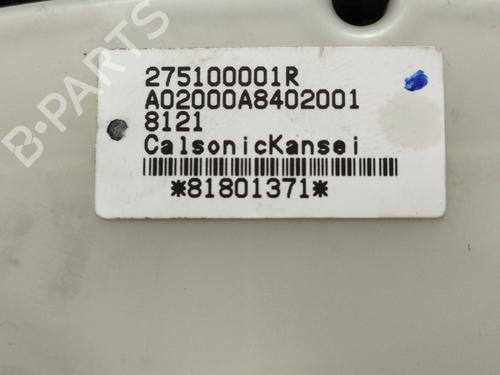 275100001R
A02000A8402001
8121
CalsonicKansei
*81801371*
B-PARTS